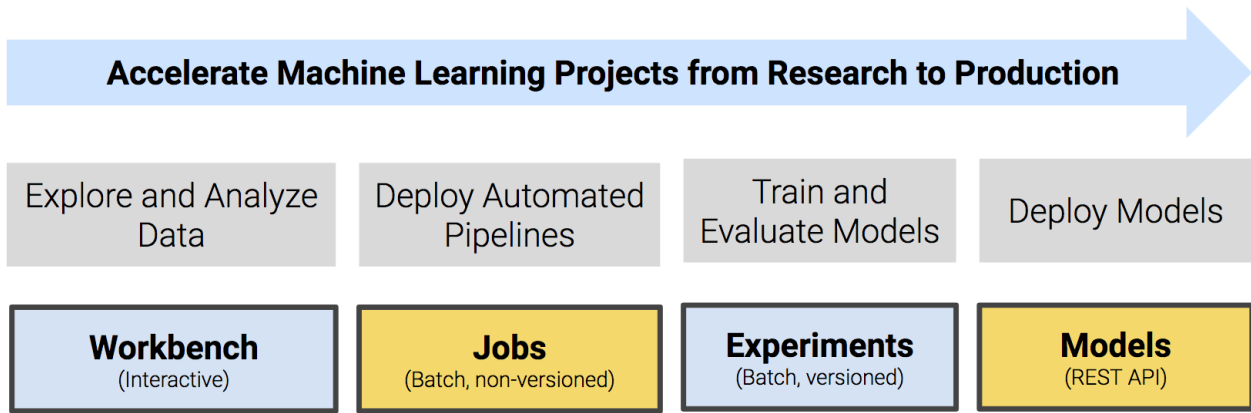 Accelerate Machine Learning Projects from Research to Production
Explore and Analyze
Data
Deploy Automated
Pipelines
Train and
Evaluate Models
Deploy Models
Workbench
(Interactive)
Jobs
(Batch, non-versioned)
Experiments
(Batch, versioned)
Models
(REST API)